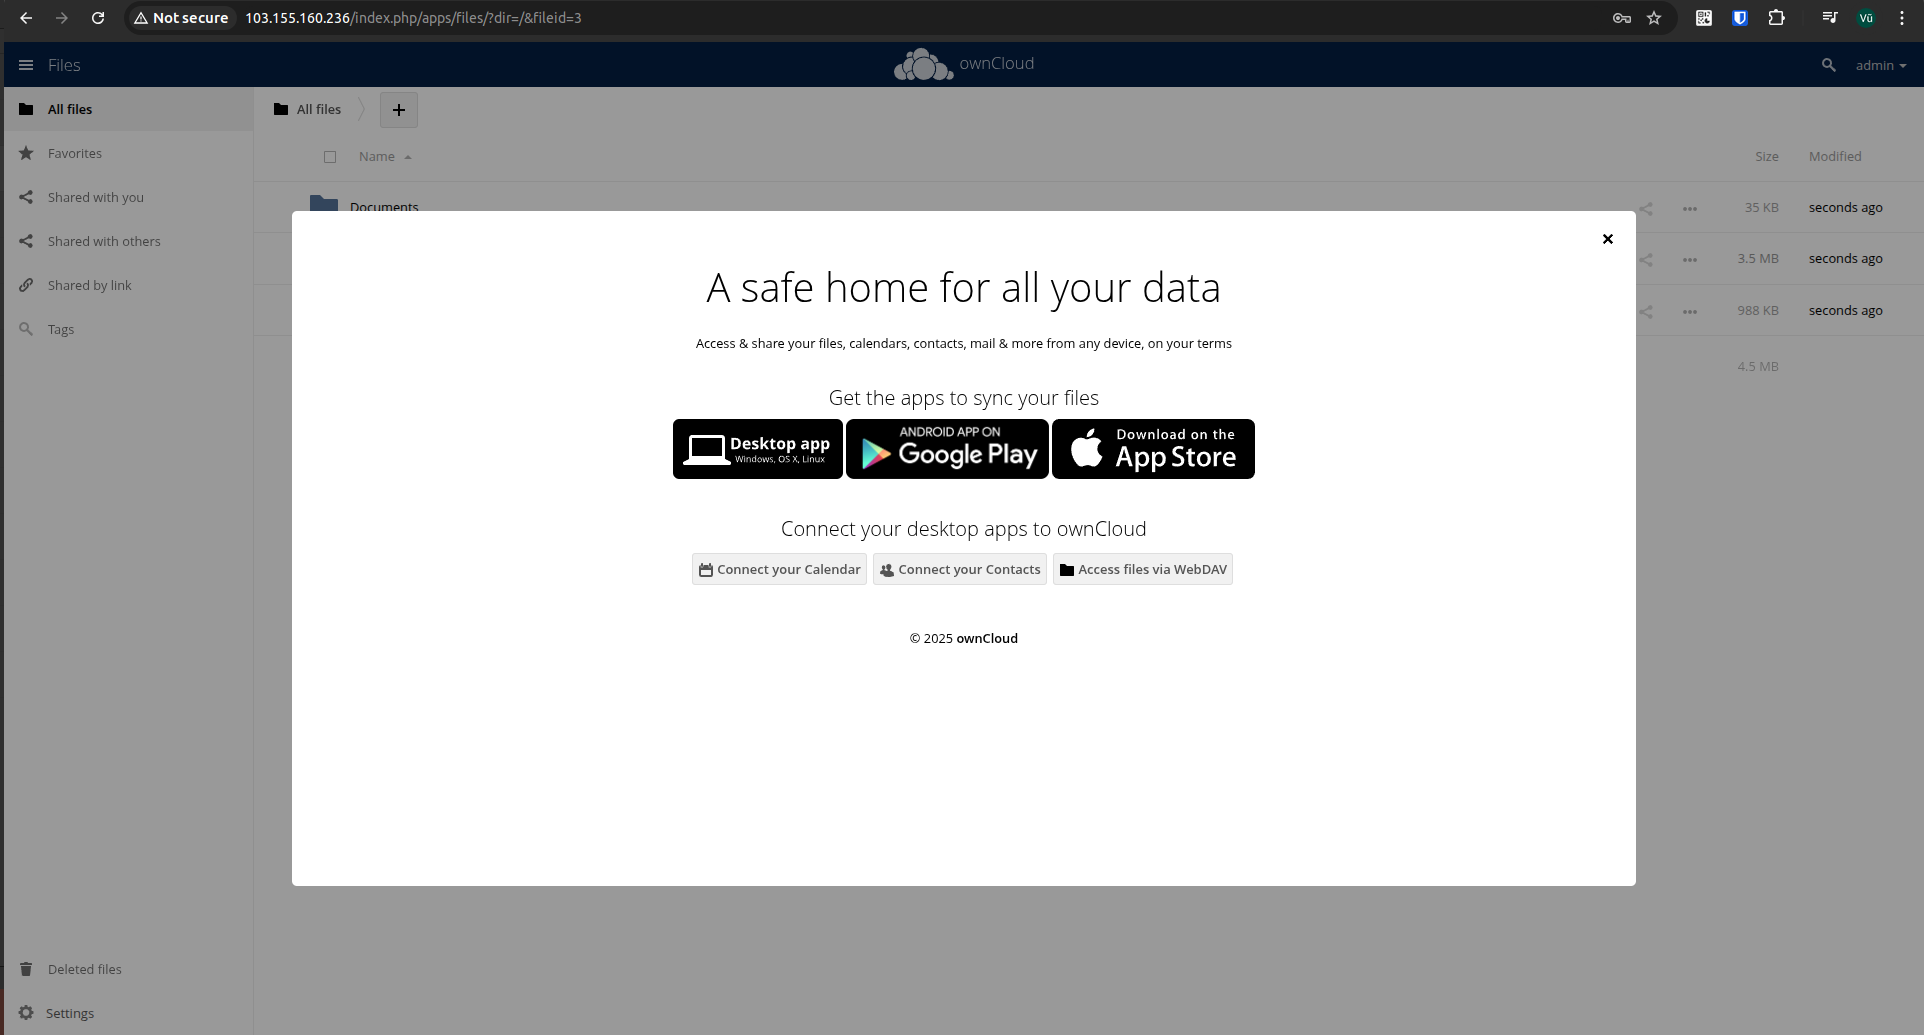 Not secure 103.155.160.236/index.php/apps/files/?dir=/&fileid=3
Vü
Files
ownCloud
admin
All files
Favorites
Shared with you
Shared with others
Shared by link
Tags
All files
+
Name
Size
Modified
Documents
35 KB
seconds ago
3.5 MB
seconds ago
988 KB
seconds ago
4.5 MB
A safe home for all your data
Access & share your files, calendars, contacts, mail & more from any device, on your terms
Get the apps to sync your files
Desktop app
Windows, OS X, Linux
ANDROID APP ON
Google Play
Download on the
App Store
Connect your desktop apps to ownCloud
Connect your Calendar
Connect your Contacts
Access files via WebDAV
© 2025 ownCloud
Deleted files
Settings